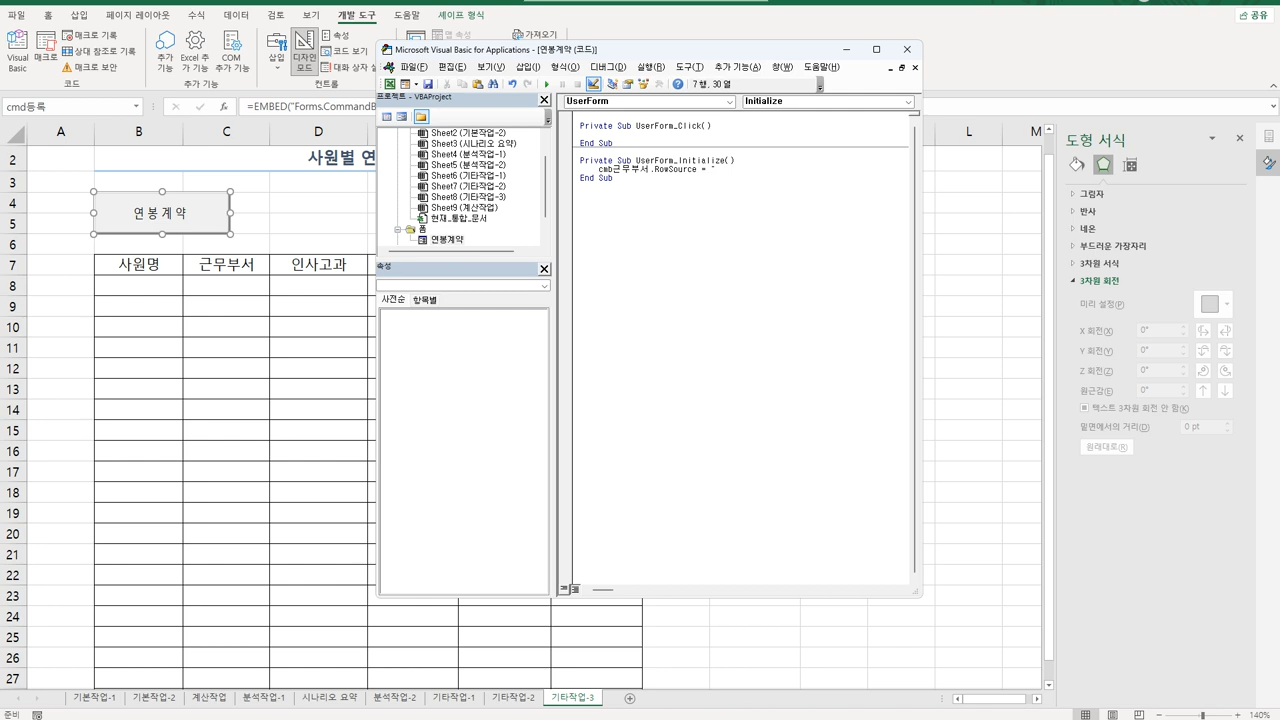 파일 홈 삽입 페이지 레이아웃 수식 데이터 검토 보기 개발 도구 도움말 셰이프 형식 공유
Visual Basic
매크로
매크로 기록
상대 참조로 기록
매크로 보안
코드
추가 기능
Excel 추가 기능
COM 추가 기능
추가 기능
삽입
디자인 모드
속성
코드 보기
대화 상자 실
컨트롤
맵 속성
가져오기
cmd등록
=EMBED("Forms.CommandB
Microsoft Visual Basic for Applications - [연봉계약 (코드)]
파일(F) 편집(E) 보기(V) 삽입(I) 형식(O) 디버그(D) 실행(R) 도구(T) 추가 기능(A) 창(W) 도움말(H)
7 행, 30 열
프로젝트 - VBAProject
Sheet2 (기본작업-2)
Sheet3 (시나리오 요약)
Sheet4 (분석작업-1)
Sheet5 (분석작업-2)
Sheet6 (기타작업-1)
Sheet7 (기타작업-2)
Sheet8 (기타작업-3)
Sheet9 (계산작업)
현재_통합_문서
폼
연봉계약
속성
사전순 항목별
UserForm
Initialize
Private Sub UserForm_Click()
End Sub
Private Sub UserForm_Initialize()
cmb근무부서.RowSource = "
End Sub
A B C D L M
2
3
4
5
6
7
8
9
10
11
12
13
14
15
16
17
18
19
20
21
22
23
24
25
26
27
사원별 연
연봉계약
사원명 근무부서 인사고과
도형 서식
그림자
반사
네온
부드러운 가장자리
3차원 서식
3차원 회전
미리 설정(P)
X 회전(X) 0°
Y 회전(Y) 0°
Z 회전(Z) 0°
원근감(E) 0°
텍스트 3차원 회전 안 함(K)
밑면에서의 거리(D) 0 pt
원래대로(R)
기본작업-1 기본작업-2 계산작업 분석작업-1 시나리오 요약 분석작업-2 기타작업-1 기타작업-2 기타작업-3
준비
140%